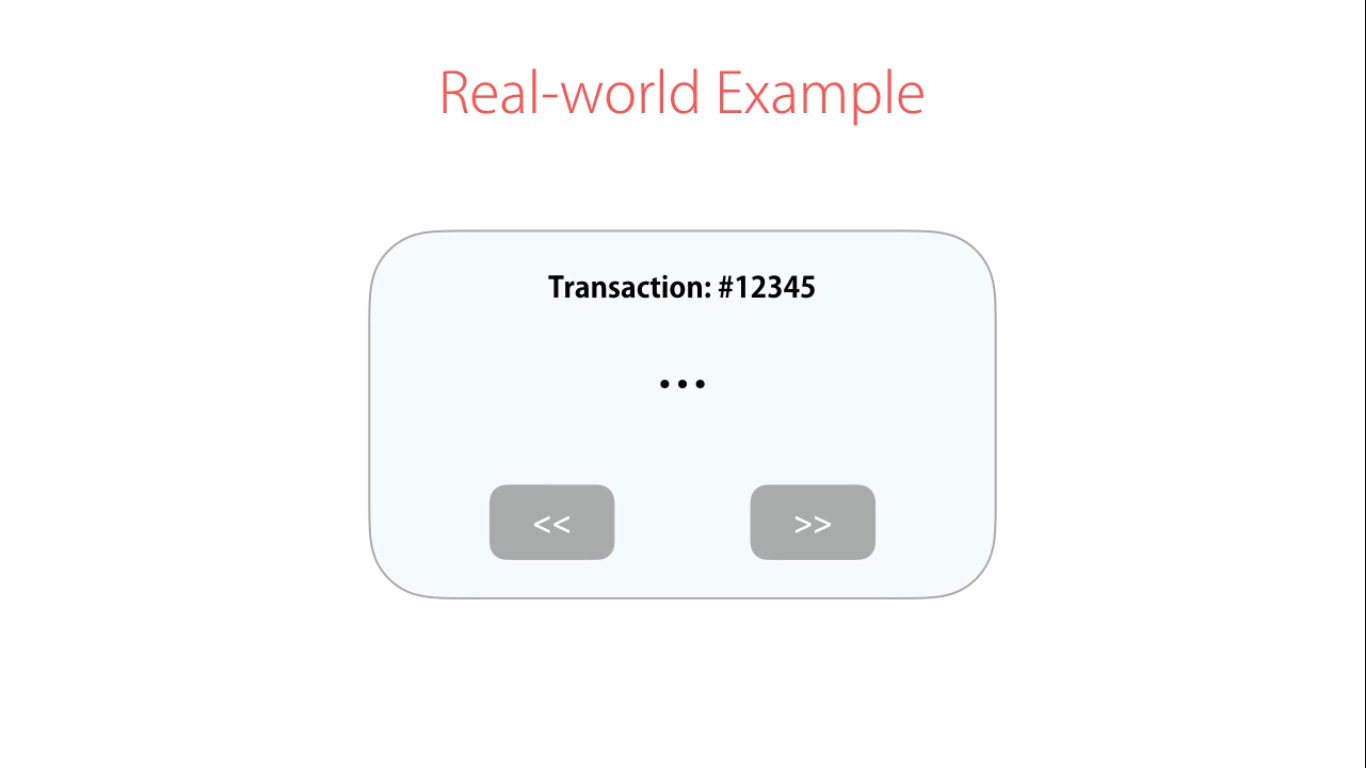 Real-world Example
Transaction: #12345
...
<< >>